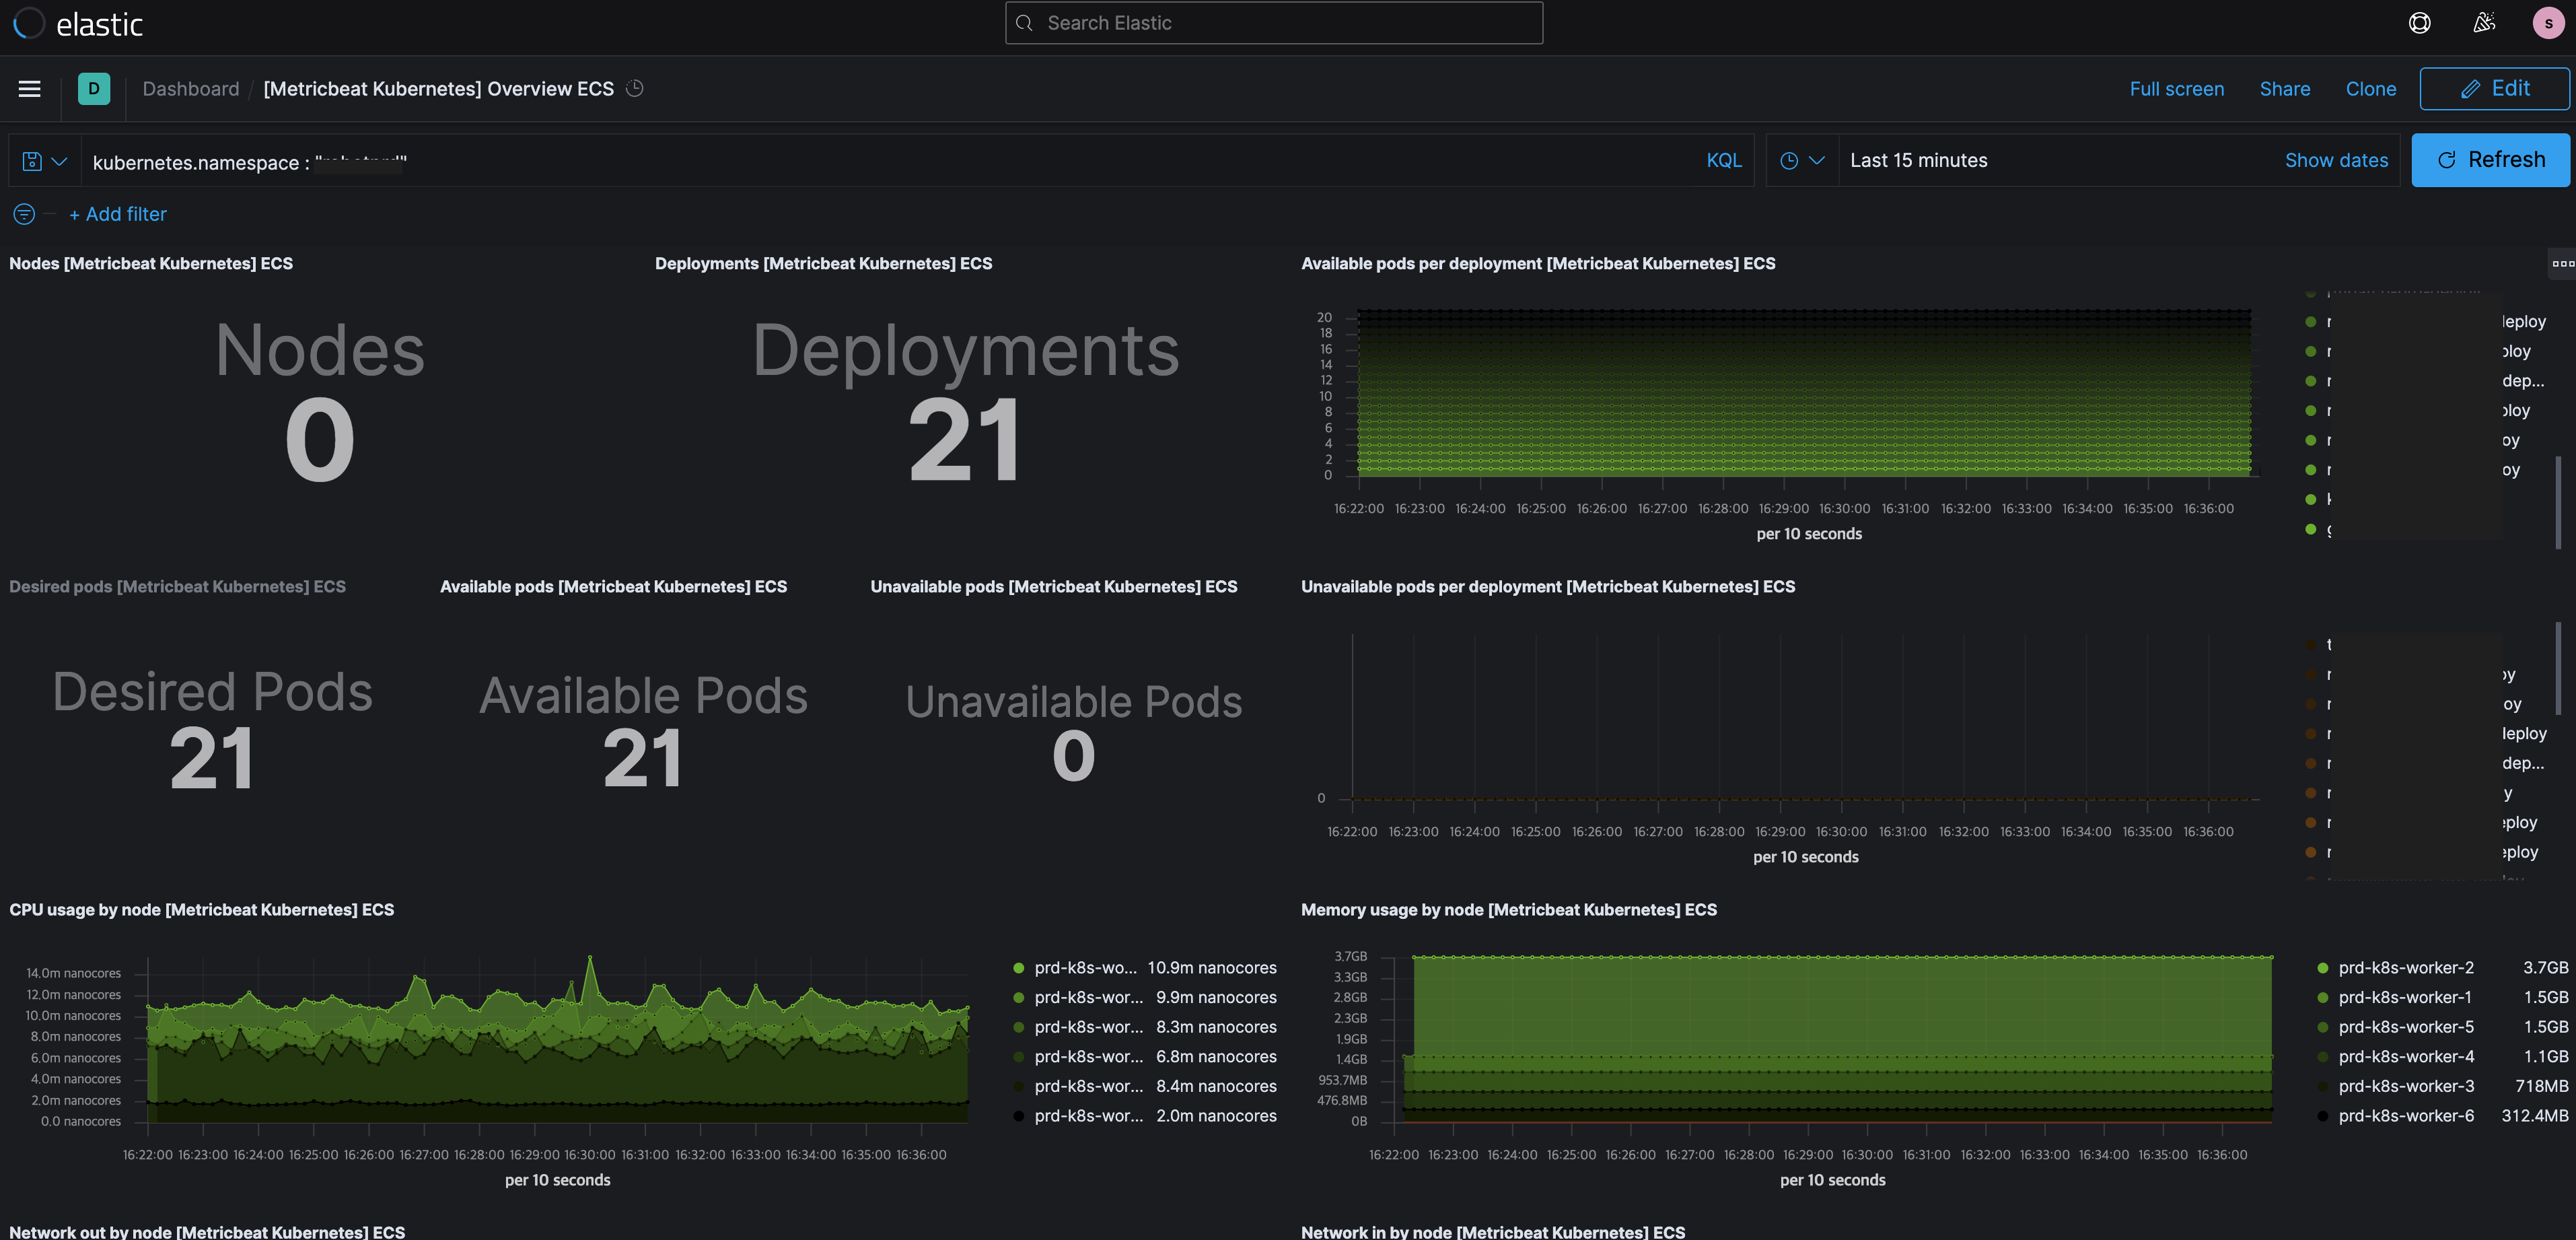 elastic
Search Elastic
S
D
Dashboard / [Metricbeat Kubernetes] Overview ECS
Full screen
Share
Clone
Edit
kubernetes.namespace :
KQL
Last 15 minutes
Show dates
Refresh
+ Add filter
Nodes [Metricbeat Kubernetes] ECS
Nodes
0
Deployments [Metricbeat Kubernetes] ECS
Deployments
21
Available pods per deployment [Metricbeat Kubernetes] ECS
20
18
16
14
12
10
8
6
4
2
0
16:22:00 16:23:00 16:24:00 16:25:00 16:26:00 16:27:00 16:28:00 16:29:00 16:30:00 16:31:00 16:32:00 16:33:00 16:34:00 16:35:00 16:36:00
per 10 seconds
Desired pods [Metricbeat Kubernetes] ECS
Desired Pods
21
Available pods [Metricbeat Kubernetes] ECS
Available Pods
21
Unavailable pods [Metricbeat Kubernetes] ECS
Unavailable Pods
0
Unavailable pods per deployment [Metricbeat Kubernetes] ECS
0
16:22:00 16:23:00 16:24:00 16:25:00 16:26:00 16:27:00 16:28:00 16:29:00 16:30:00 16:31:00 16:32:00 16:33:00 16:34:00 16:35:00 16:36:00
per 10 seconds
CPU usage by node [Metricbeat Kubernetes] ECS
14.0m nanocores
12.0m nanocores
10.0m nanocores
8.0m nanocores
6.0m nanocores
4.0m nanocores
2.0m nanocores
0.0 nanocores
16:22:00 16:23:00 16:24:00 16:25:00 16:26:00 16:27:00 16:28:00 16:29:00 16:30:00 16:31:00 16:32:00 16:33:00 16:34:00 16:35:00 16:36:00
per 10 seconds
prd-k8s-wo... 10.9m nanocores
prd-k8s-wor... 9.9m nanocores
prd-k8s-wor... 8.3m nanocores
prd-k8s-wor... 6.8m nanocores
prd-k8s-wor... 8.4m nanocores
prd-k8s-wor... 2.0m nanocores
Memory usage by node [Metricbeat Kubernetes] ECS
3.7GB
3.3GB
2.8GB
2.3GB
1.9GB
1.4GB
953.7MB
476.8MB
0B
16:22:00 16:23:00 16:24:00 16:25:00 16:26:00 16:27:00 16:28:00 16:29:00 16:30:00 16:31:00 16:32:00 16:33:00 16:34:00 16:35:00 16:36:00
per 10 seconds
prd-k8s-worker-2 3.7GB
prd-k8s-worker-1 1.5GB
prd-k8s-worker-5 1.5GB
prd-k8s-worker-4 1.1GB
prd-k8s-worker-3 718MB
prd-k8s-worker-6 312.4MB
Network out by node [Metricbeat Kubernetes] ECS
Network in by node [Metricbeat Kubernetes] ECS